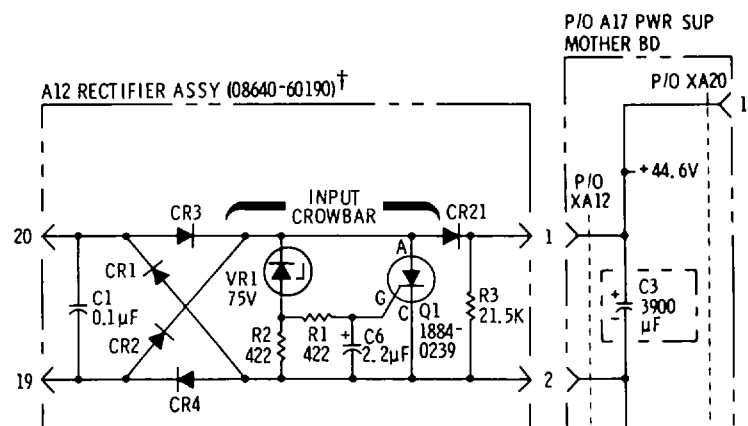 P/O A17 PWR SUP
MOTHER BD
A12 RECTIFIER ASSY (08640-60190)†
P/O XA20
1
+44.6V
P/O
XA12
INPUT
CROWBAR
CR3
CR21
20
1
A
CR1
VR1
75V
G
C
Q1
1884-
0239
R3
21.5K
+
C3
3900
μF
-
C1
0.1μF
CR2
R2
422
R1
422
+
C6
2.2μF
19
2
CR4